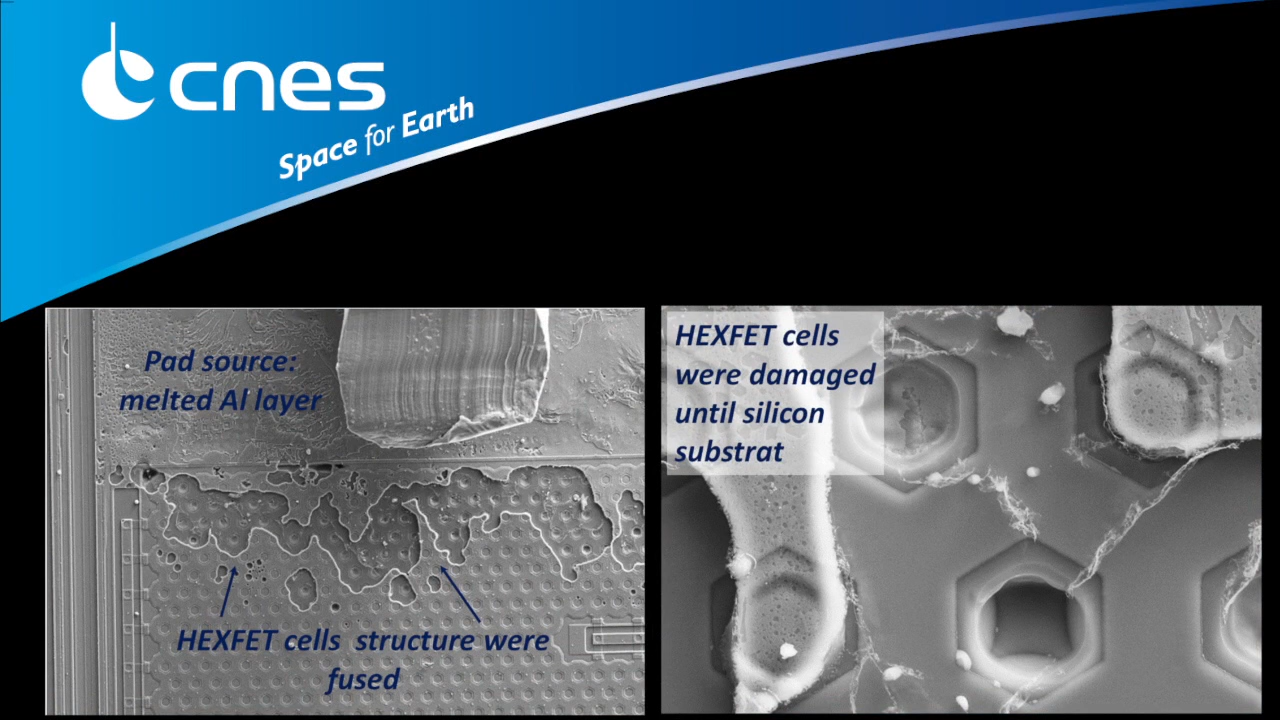 cnes
Space for Earth
Pad source:
melted Al layer
HEXFET cells structure were
fused
HEXFET cells
were damaged
until silicon
substrat